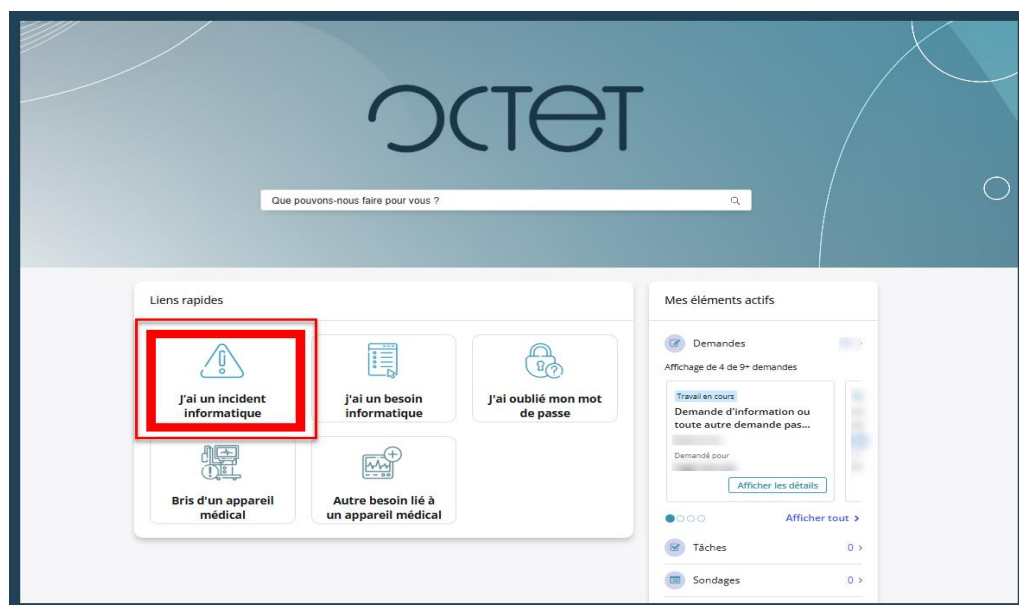 OCTET
Que pouvons-nous faire pour vous ?
Liens rapides
J'ai un incident
informatique
j'ai un besoin
informatique
J'ai oublié mon mot
de passe
Bris d'un appareil
médical
Autre besoin lié à
un appareil médical
Mes éléments actifs
Demandes
Affichage de 4 de 9+ demandes
Travail en cours
Demande d'information ou
toute autre demande pas...
Demandé pour
Afficher les détails
Afficher tout >
Tâches
0 >
Sondages
0 >